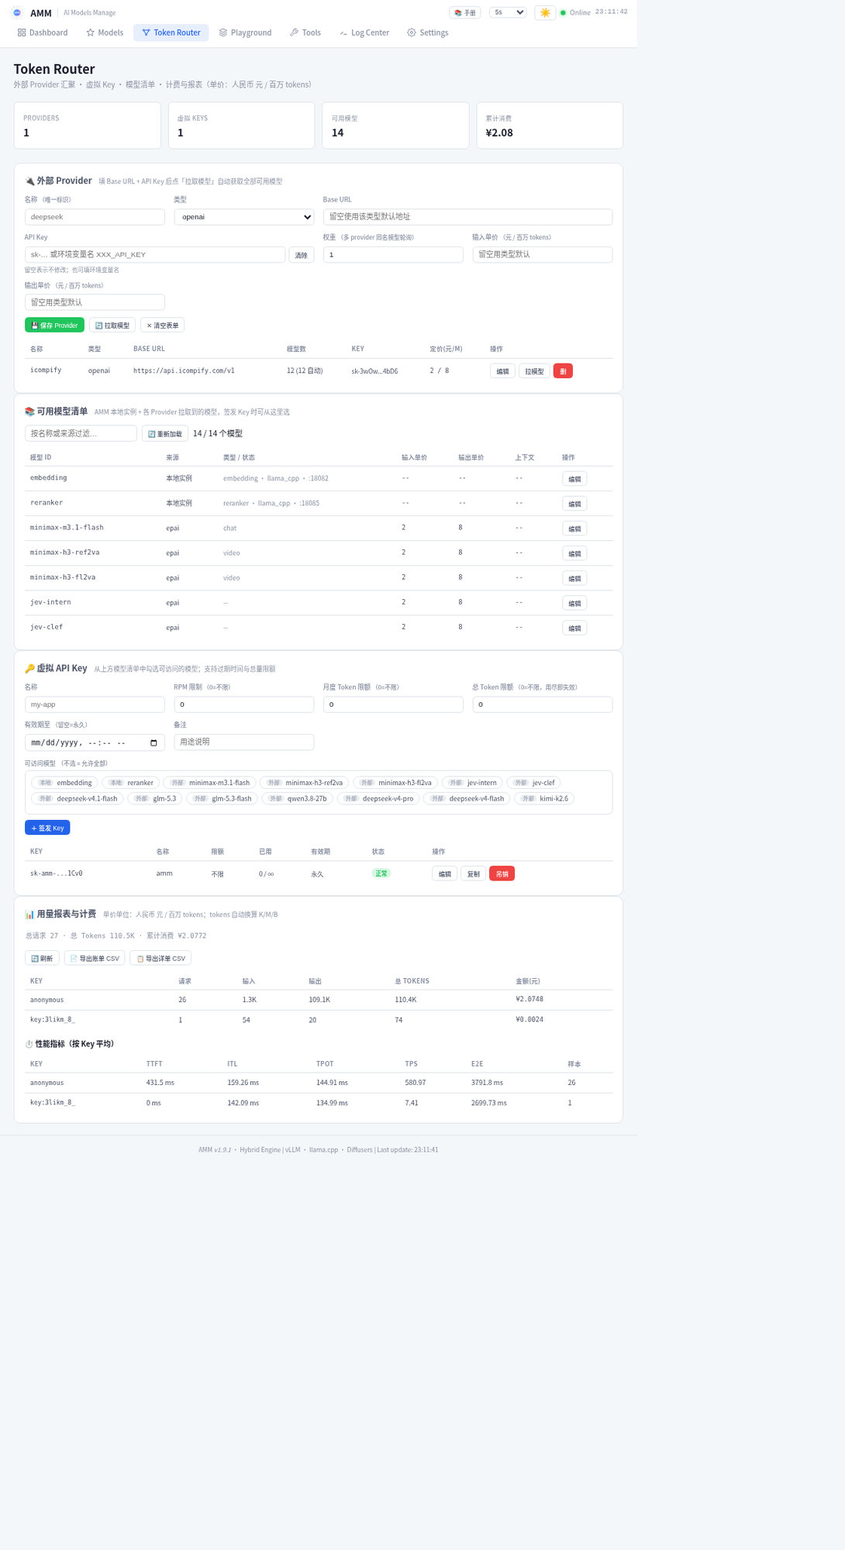 AMM AI Models Manage 📚 手册 5s ☀️ Online 23:11:42
Dashboard Models Token Router Playground Tools Log Center Settings
Token Router
外部 Provider 汇聚 · 虚拟 Key · 模型清单 · 计费与报表（单价：人民币 元 / 百万 tokens）
PROVIDERS 虚拟 KEYS 可用模型 累计消费
1 1 14 ¥2.08
🔌 外部 Provider 填 Base URL + API Key 后点「拉取模型」自动获取全部可用模型
名称（唯一标识） 类型 Base URL
deepseek openai 留空使用该类型默认地址
API Key 权重（多 provider 同名模型轮询） 输入单价（元 / 百万 tokens）
sk-... 或环境变量名 XXX_API_KEY 清除 1 留空用类型默认
留空表示不修改；也可填环境变量名
输出单价（元 / 百万 tokens）
留空用类型默认
💾 保存 Provider 🔄 拉取模型 ✕ 清空表单
名称 类型 BASE URL 模型数 KEY 定价(元/M) 操作
icompify openai https://api.icompify.com/v1 12 (12 自动) sk-3wOw...4bD6 2 / 8 编辑 拉模型 删
📚 可用模型清单 AMM 本地实例 + 各 Provider 拉取到的模型，签发 Key 时可从这里选
按名称或来源过滤... 🔄 重新加载 14 / 14 个模型
模型 ID 来源 类型 / 状态 输入单价 输出单价 上下文 操作
embedding 本地实例 embedding · llama_cpp · :18082 -- -- -- 编辑
reranker 本地实例 reranker · llama_cpp · :18085 -- -- -- 编辑
minimax-m3.1-flash epai chat 2 8 -- 编辑
minimax-h3-ref2va epai video 2 8 -- 编辑
minimax-h3-fl2va epai video 2 8 -- 编辑
jev-intern epai -- 2 8 -- 编辑
jev-clef epai -- 2 8 -- 编辑
🔑 虚拟 API Key 从上方模型清单中勾选可访问的模型；支持过期时间与总量限额
名称 RPM 限制（0=不限） 月度 Token 限额（0=不限） 总 Token 限额（0=不限，用尽即失效）
my-app 0 0 0
有效期至（留空=永久） 备注
mm/dd/yyyy, --:-- -- 用途说明
可访问模型（不选 = 允许全部）
本地 embedding 本地 reranker 外部 minimax-m3.1-flash 外部 minimax-h3-ref2va 外部 minimax-h3-fl2va 外部 jev-intern 外部 jev-clef
外部 deepseek-v4.1-flash 外部 glm-5.3 外部 glm-5.3-flash 外部 qwen3.8-27b 外部 deepseek-v4-pro 外部 deepseek-v4-flash 外部 kimi-k2.6
＋ 签发 Key
KEY 名称 限额 已用 有效期 状态 操作
sk-amm-...1Cv0 amm 不限 0 / ∞ 永久 正常 编辑 复制 吊销
📊 用量报表与计费 单价单位：人民币 元 / 百万 tokens；tokens 自动换算 K/M/B
总请求 27 · 总 Tokens 110.5K · 累计消费 ¥2.0772
🔄 刷新 📄 导出账单 CSV 📋 导出详单 CSV
KEY 请求 输入 输出 总 TOKENS 金额(元)
anonymous 26 1.3K 109.1K 110.4K ¥2.0748
key:3likm_8_ 1 54 20 74 ¥0.0024
⏱️ 性能指标（按 Key 平均）
KEY TTFT ITL TPOT TPS E2E 样本
anonymous 431.5 ms 159.26 ms 144.91 ms 580.97 3791.8 ms 26
key:3likm_8_ 0 ms 142.09 ms 134.99 ms 7.41 2699.73 ms 1
AMM v1.9.1 · Hybrid Engine | vLLM · llama.cpp · Diffusers | Last update: 23:11:41